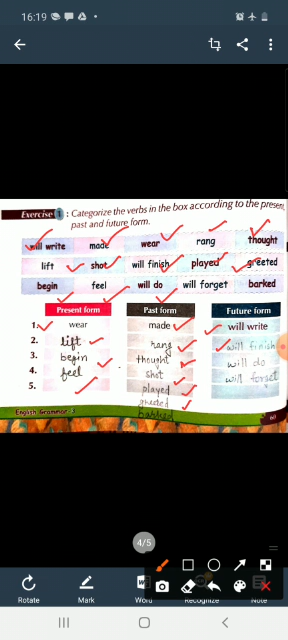 16:19
Exercise 1 : Categorize the verbs in the box according to the present,
past and future form.
will write made wear rang thought
lift shot will finish played greeted
begin feel will do will forget barked
Present form Past form Future form
1. wear made will write
2. lift rang will finish
3. begin thought will do
4. feel shot will forget
5. played
greeted
barked
English Grammar - 3 60
4/5
Rotate Mark Word Recognize Note